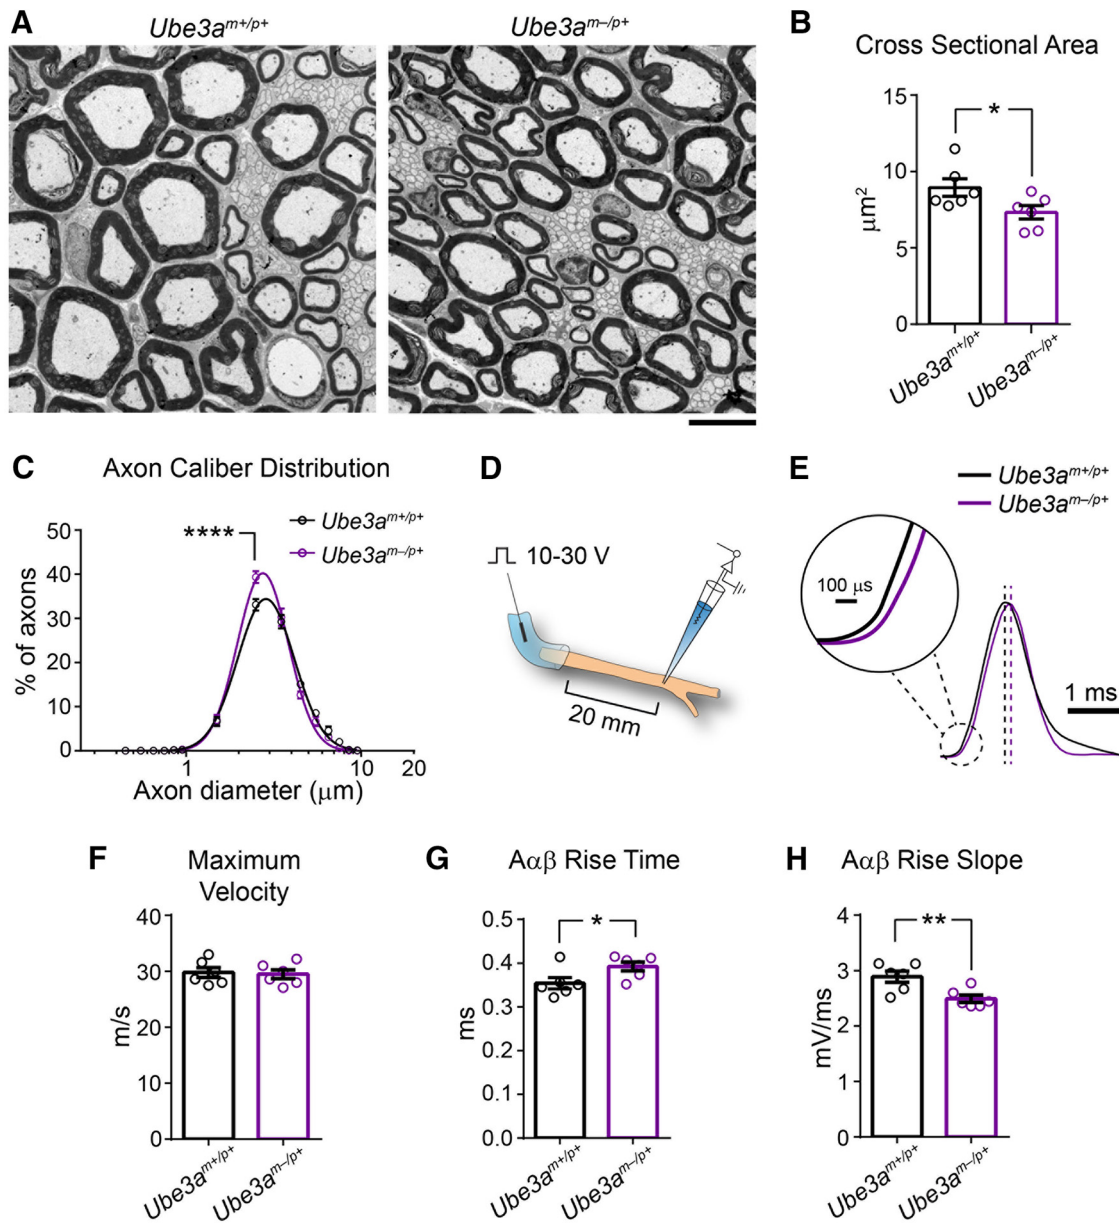 A
Ube3a^m+/p+
Ube3a^m–/p+
B
Cross Sectional Area
15
10
5
0
μm²
*
Ube3a^m+/p+
Ube3a^m–/p+
C
Axon Caliber Distribution
Ube3a^m+/p+
Ube3a^m–/p+
****
50
40
30
20
10
0
% of axons
1
10
20
Axon diameter (μm)
D
10-30 V
20 mm
E
Ube3a^m+/p+
Ube3a^m–/p+
100 μs
1 ms
F
Maximum
Velocity
40
30
20
10
0
m/s
Ube3a^m+/p+
Ube3a^m–/p+
G
Aαβ Rise Time
0.5
0.4
0.3
0.2
0.1
0.0
ms
*
Ube3a^m+/p+
Ube3a^m–/p+
H
Aαβ Rise Slope
4
3
2
1
0
mV/ms
**
Ube3a^m+/p+
Ube3a^m–/p+